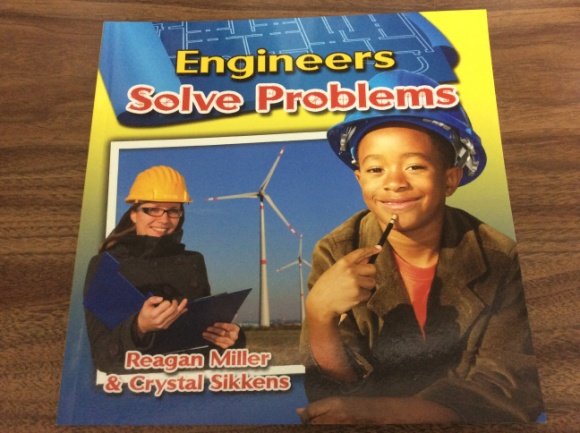 Engineers
Solve Problems
Reagan Miller
& Crystal Sikkens